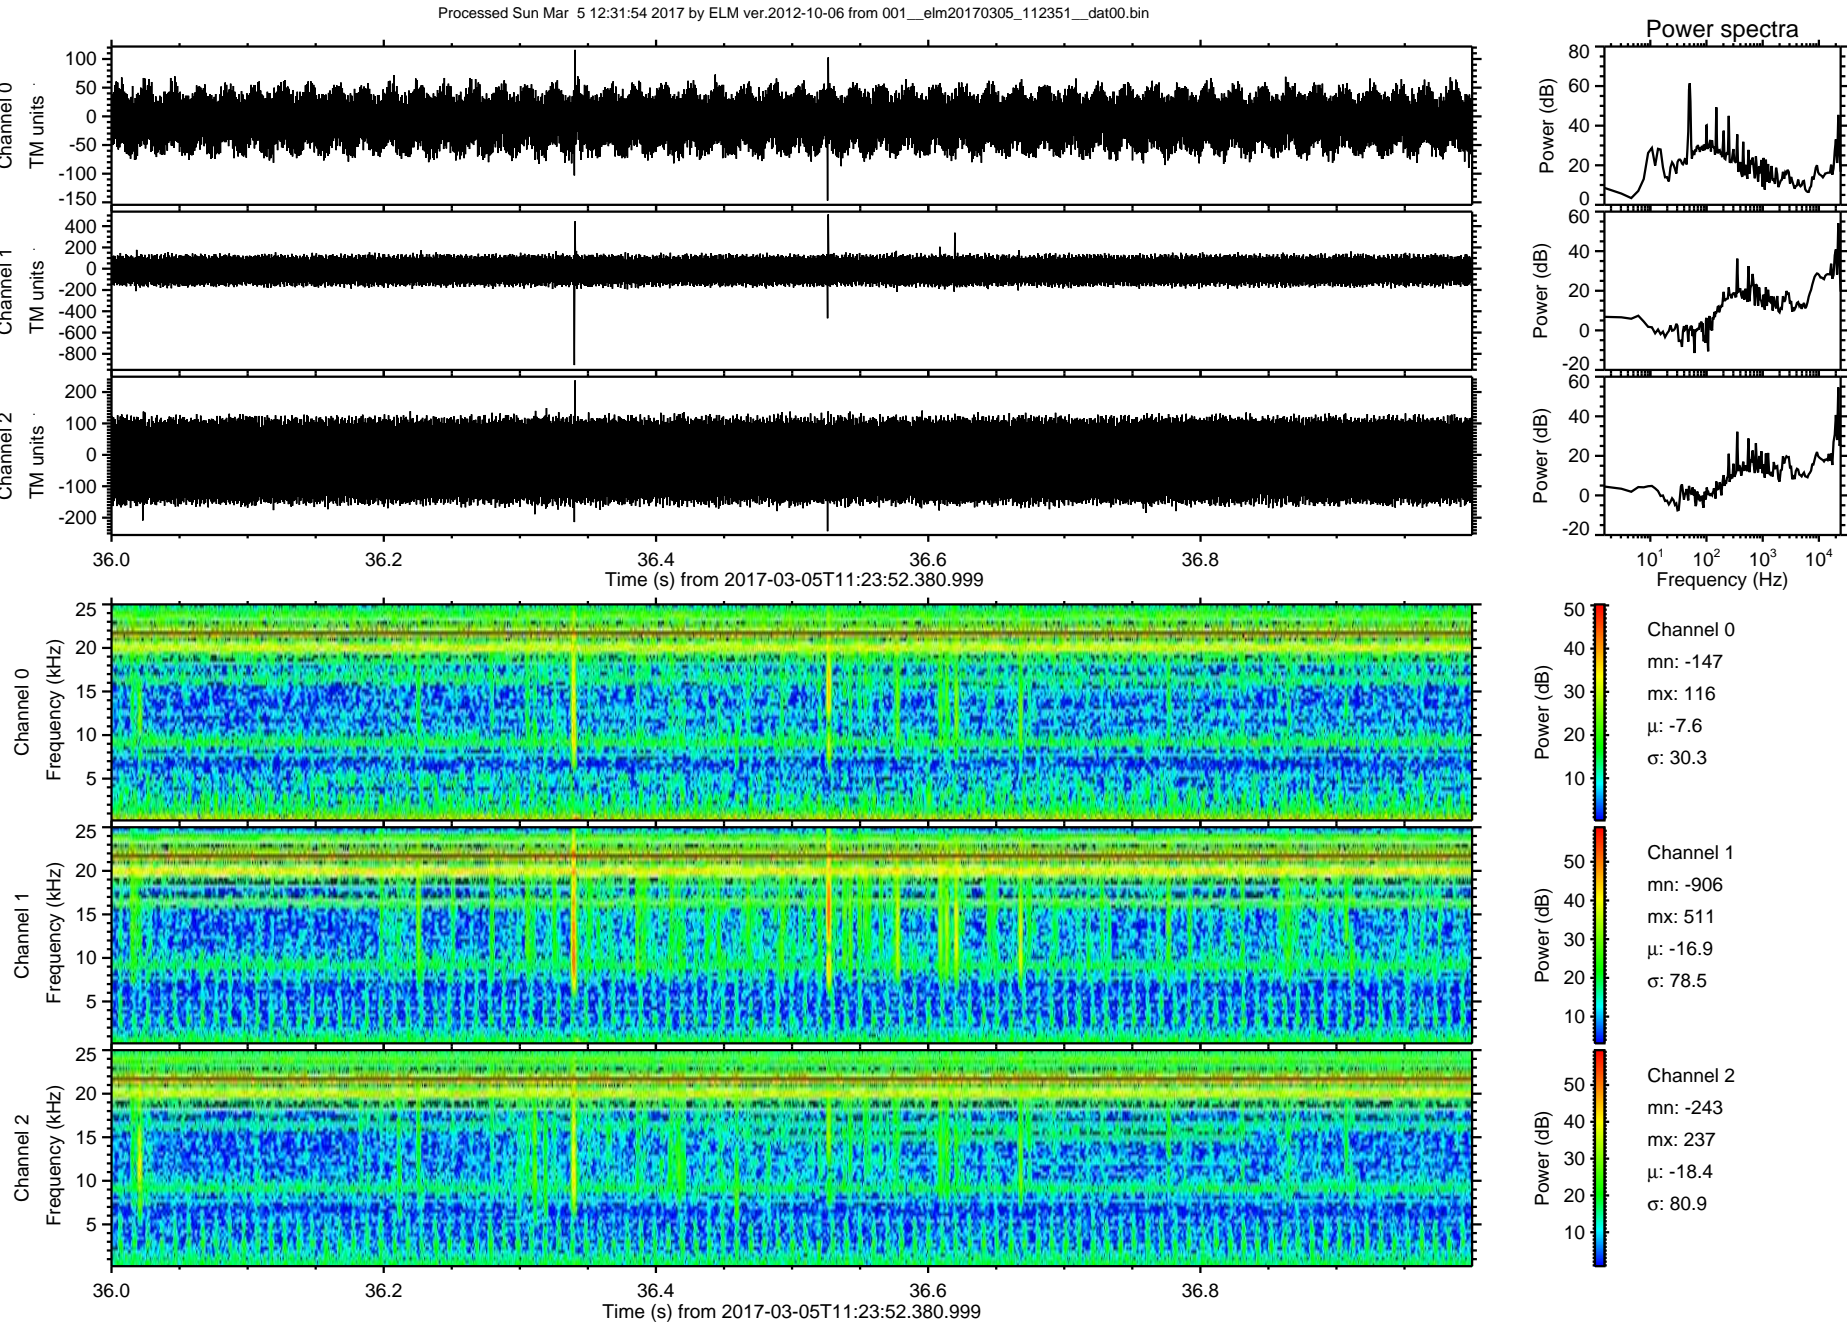 Processed Sun Mar  5 12:31:54 2017 by ELM ver.2012-10-06 from 001__elm20170305_112351__dat00.bin
Power spectra
Channel 0
TM units
100
50
0
-50
-100
-150
Power (dB)
80
60
40
20
0
Channel 1
TM units
400
200
0
-200
-400
-600
-800
Power (dB)
60
40
20
0
-20
Channel 2
TM units
200
100
0
-100
-200
Power (dB)
60
40
20
0
-20
36.0 36.2 36.4 36.6 36.8
Time (s) from 2017-03-05T11:23:52.380.999
10¹ 10² 10³ 10⁴
Frequency (Hz)
Channel 0
Frequency (kHz)
25
20
15
10
5
Power (dB)
50
40
30
20
10
Channel 0
mn: -147
mx: 116
μ: -7.6
σ: 30.3
Channel 1
Frequency (kHz)
25
20
15
10
5
Power (dB)
50
40
30
20
10
Channel 1
mn: -906
mx: 511
μ: -16.9
σ: 78.5
Channel 2
Frequency (kHz)
25
20
15
10
5
Power (dB)
50
40
30
20
10
Channel 2
mn: -243
mx: 237
μ: -18.4
σ: 80.9
36.0 36.2 36.4 36.6 36.8
Time (s) from 2017-03-05T11:23:52.380.999